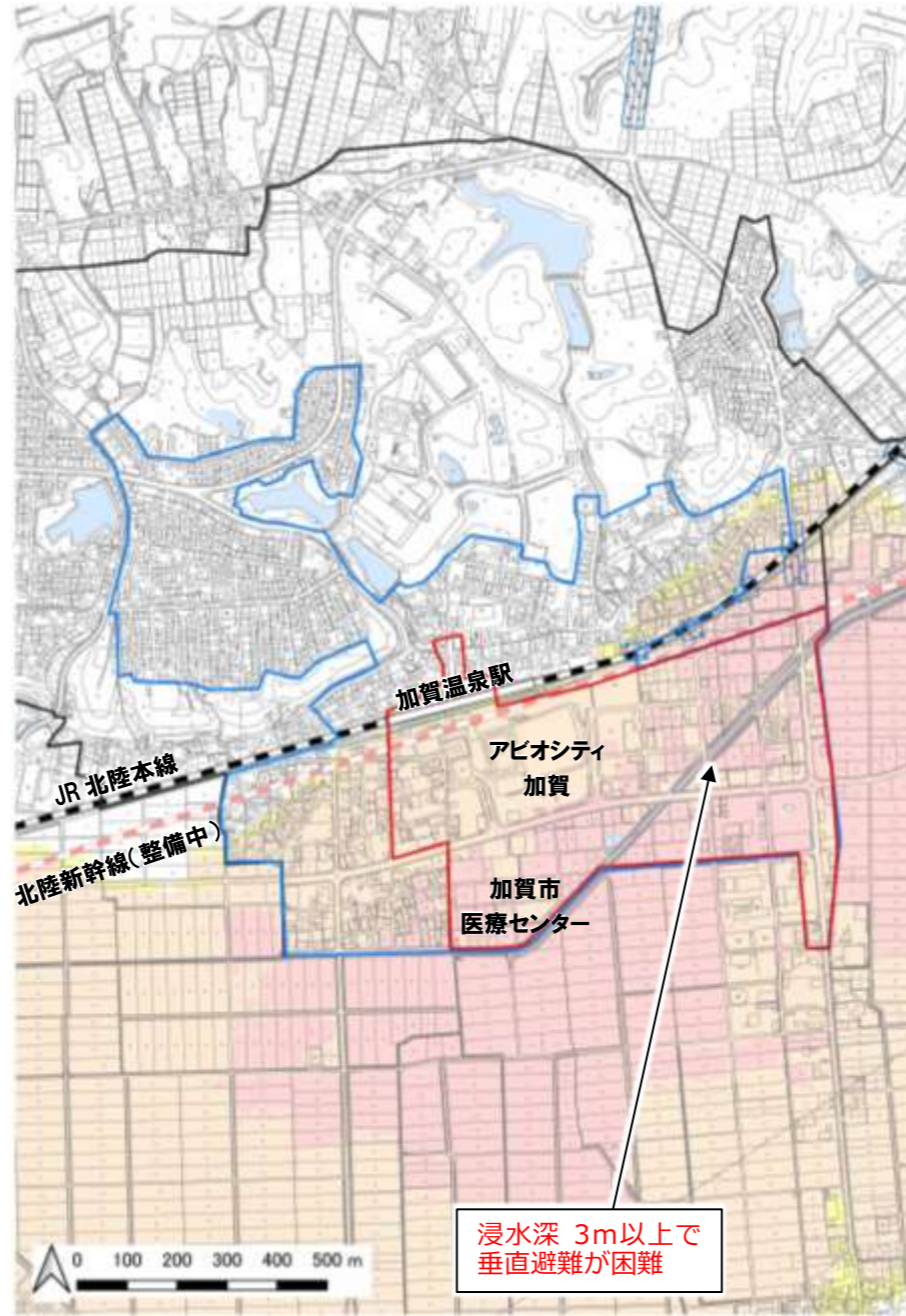 加賀温泉駅
JR 北陸本線
アビオシティ
加賀
北陸新幹線(整備中)
加賀市
医療センター
浸水深 3m以上で
垂直避難が困難
0 100 200 300 400 500 m